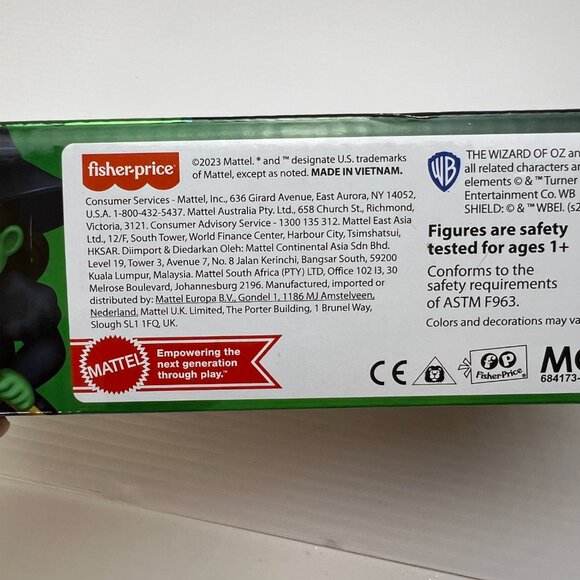 fisher-price®
©2023 Mattel. ® and ™ designate U.S. trademarks
of Mattel, except as noted. MADE IN VIETNAM.
Consumer Services - Mattel, Inc., 636 Girard Avenue, East Aurora, NY 14052,
U.S.A. 1-800-432-5437. Mattel Australia Pty. Ltd., 658 Church St., Richmond,
Victoria, 3121. Consumer Advisory Service - 1300 135 312. Mattel East Asia
Ltd., 12/F, South Tower, World Finance Center, Harbour City, Tsimshatsui,
HKSAR. Diimport & Diedarkan Oleh: Mattel Continental Asia Sdn Bhd.
Level 19, Tower 3, Avenue 7, No. 8 Jalan Kerinchi, Bangsar South, 59200
Kuala Lumpur, Malaysia. Mattel South Africa (PTY) LTD, Office 102 I3, 30
Melrose Boulevard, Johannesburg 2196. Manufactured, imported or
distributed by: Mattel Europa B.V., Gondel 1, 1186 MJ Amstelveen,
Nederland. Mattel U.K. Limited, The Porter Building, 1 Brunel Way,
Slough SL1 1FQ, UK.
MATTEL
Empowering the
next generation
through play.™
WB
THE WIZARD OF OZ an
all related characters a
elements © & ™ Turner
Entertainment Co. WB
SHIELD: © & ™ WBEI. (s2
Figures are safety
tested for ages 1+
Conforms to the
safety requirements
of ASTM F963.
Colors and decorations may va
CE
FP
Fisher-Price
684173-